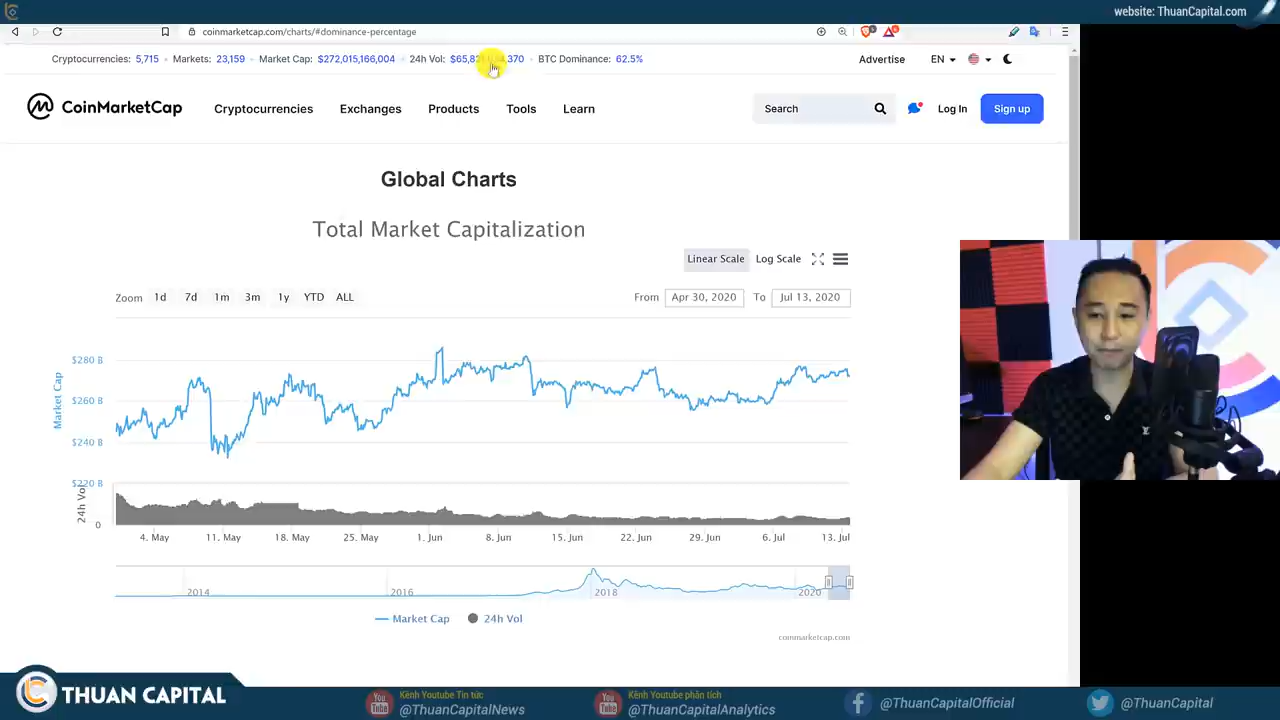 website: ThuanCapital.com
coinmarketcap.com/charts/#dominance-percentage
Cryptocurrencies: 5,715 • Markets: 23,159 • Market Cap: $272,015,166,004 • 24h Vol: • BTC Dominance: 62.5%
Advertise EN
CoinMarketCap Cryptocurrencies Exchanges Products Tools Learn Search Log In Sign up
Global Charts
Total Market Capitalization
Linear Scale Log Scale
Zoom 1d 7d 1m 3m 1y YTD ALL From Apr 30, 2020 To Jul 13, 2020
$280 B
$260 B
$240 B
$220 B
0
Market Cap
24h Vol
4. May 11. May 18. May 25. May 1. Jun 8. Jun 15. Jun 22. Jun 29. Jun 6. Jul 13. Jul
2014 2016 2018 2020
Market Cap 24h Vol
coinmarketcap.com
THUAN CAPITAL
Kênh Youtube Tin tức:
@ThuanCapitalNews
Kênh Youtube phân tích
@ThuanCapitalAnalytics
@ThuanCapitalOfficial
@ThuanCapital